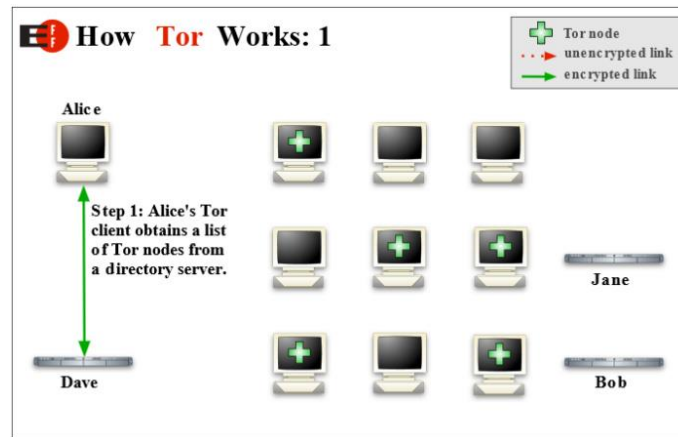 EFF How Tor Works: 1
Tor node
unencrypted link
encrypted link
Alice
Step 1: Alice's Tor
client obtains a list
of Tor nodes from
a directory server.
Jane
Dave
Bob